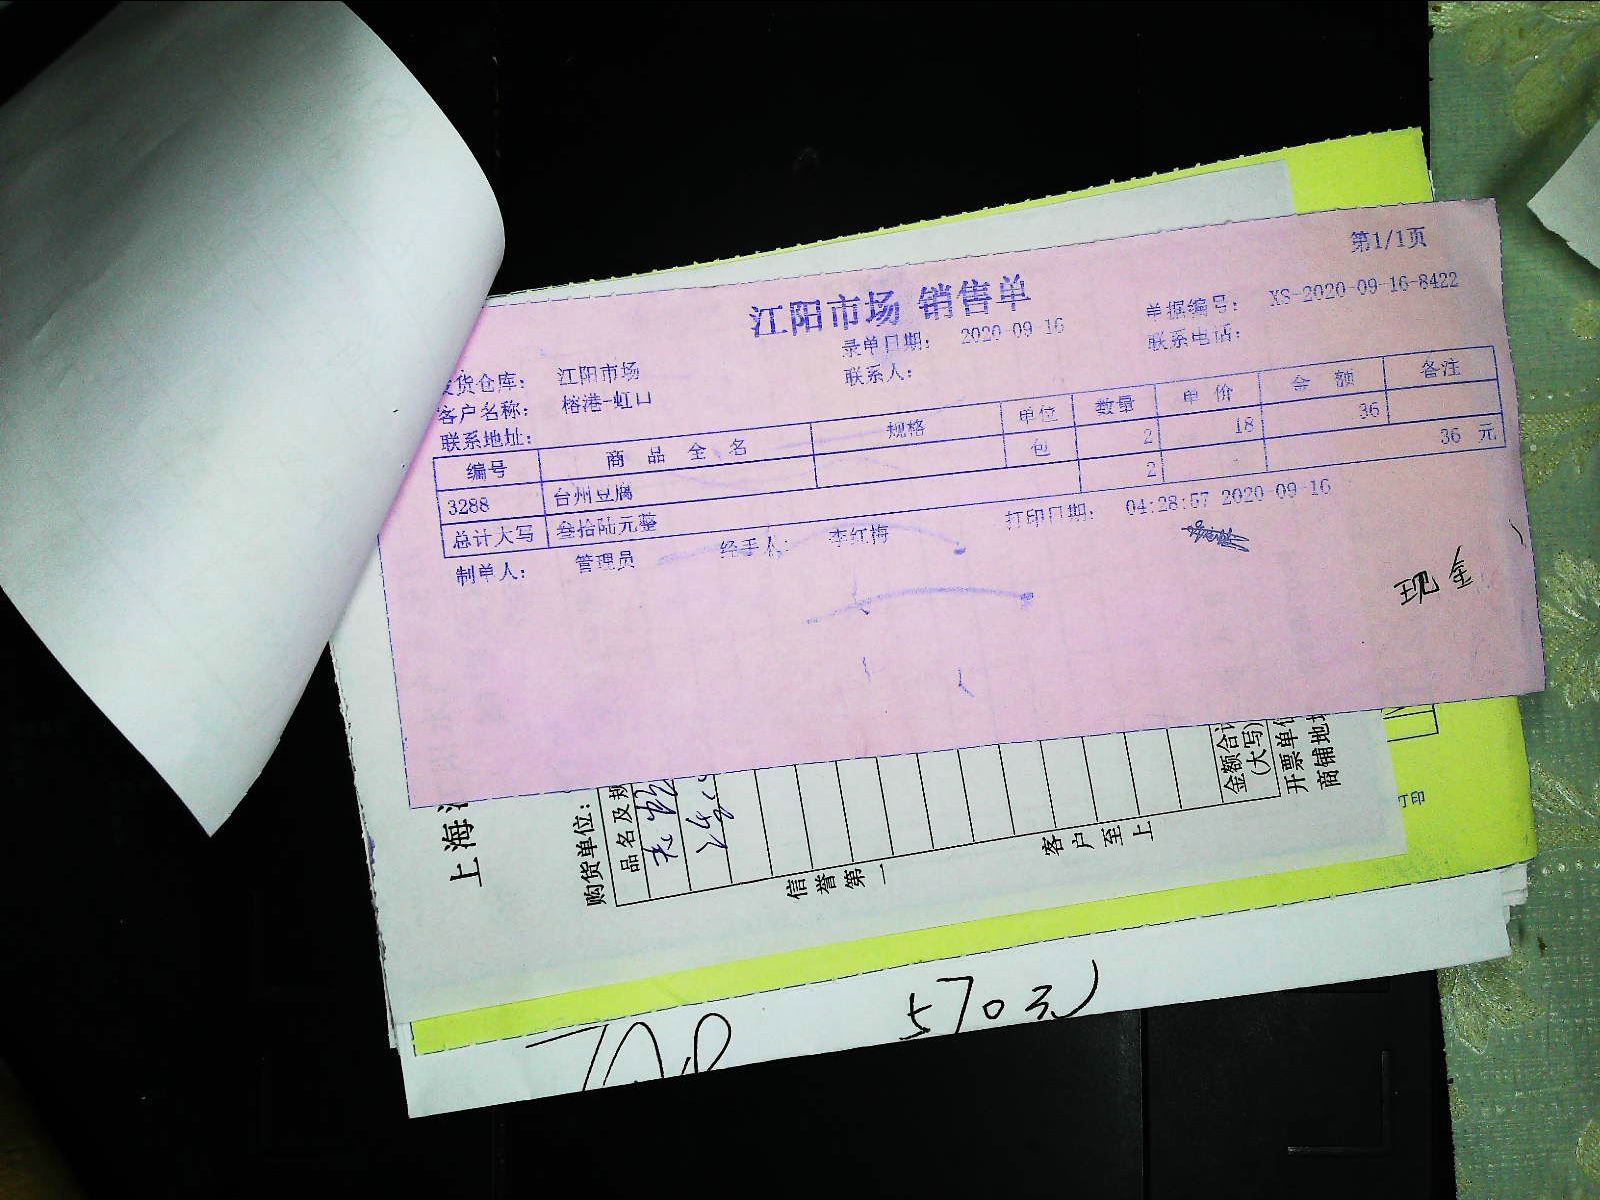 第1/1页
江阳市场 销售单
录单日期: 2020-09-16
单据编号: XS-2020-09-16-8422
货仓库: 江阳市场
联系人:
联系电话:
客户名称: 榕港-虹口
联系地址:
编号 商品全名 规格 单位 数量 单价 金额 备注
3288 台州豆腐 包 2 18 36
总计大写 叁拾陆元整 2 36 元
制单人: 管理员 经手人: 李红梅 打印日期: 04:28:57 2020-09-16
现金
上海
购货单位:
品名及规
信誉第一
客户至上
金额合计
(大写)
开票单位
商铺地址
打印
570元